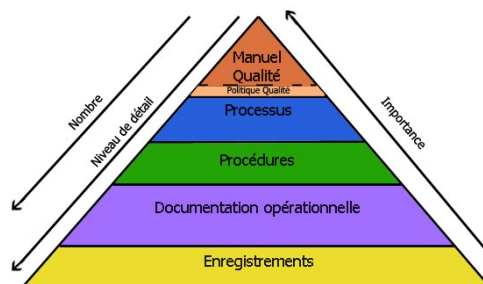 Manuel
Qualité
Politique Qualité
Processus
Procédures
Documentation opérationnelle
Enregistrements
Nombre
Niveau de détail
Importance